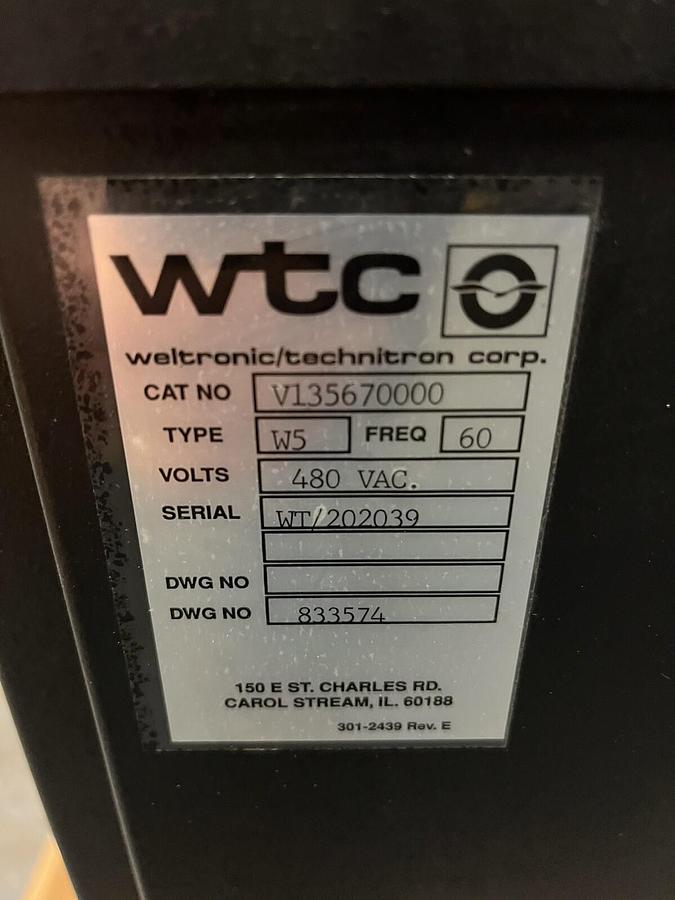 wtc
weltronic/technitron corp.
CAT NO V135670000
TYPE W5 FREQ 60
VOLTS 480 VAC.
SERIAL WT/202039
DWG NO
DWG NO 833574
150 E ST. CHARLES RD.
CAROL STREAM, IL. 60188
301-2439 Rev. E